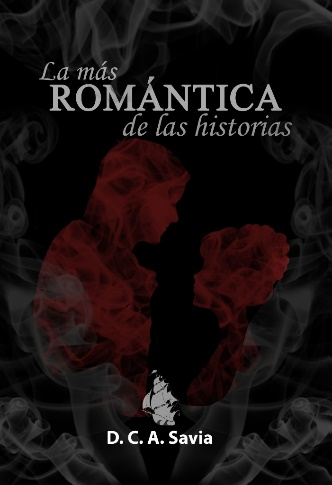 La más
ROMÁNTICA
de las historias
D. C. A. Savia